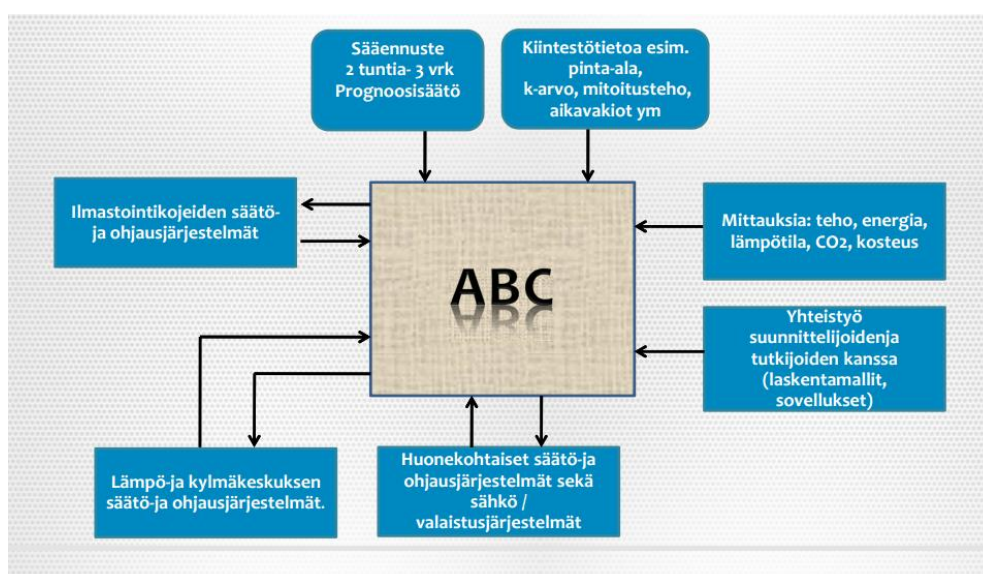 Sääennuste
2 tuntia- 3 vrk
Prognoosisäätö
Kiintestötietoa esim.
pinta-ala,
k-arvo, mitoitusteho,
aikavakiot ym
Ilmastointikojeiden säätö-
ja ohjausjärjestelmät
Mittauksia: teho, energia,
lämpötila, CO2, kosteus
ABC
Yhteistyö
suunnittelijoidenja
tutkijoiden kanssa
(laskentamallit,
sovellukset)
Lämpö-ja kylmäkeskuksen
säätö-ja ohjausjärjestelmät.
Huonekohtaiset säätö-ja
ohjausjärjestelmät sekä
sähkö /
valaistusjärjestelmät